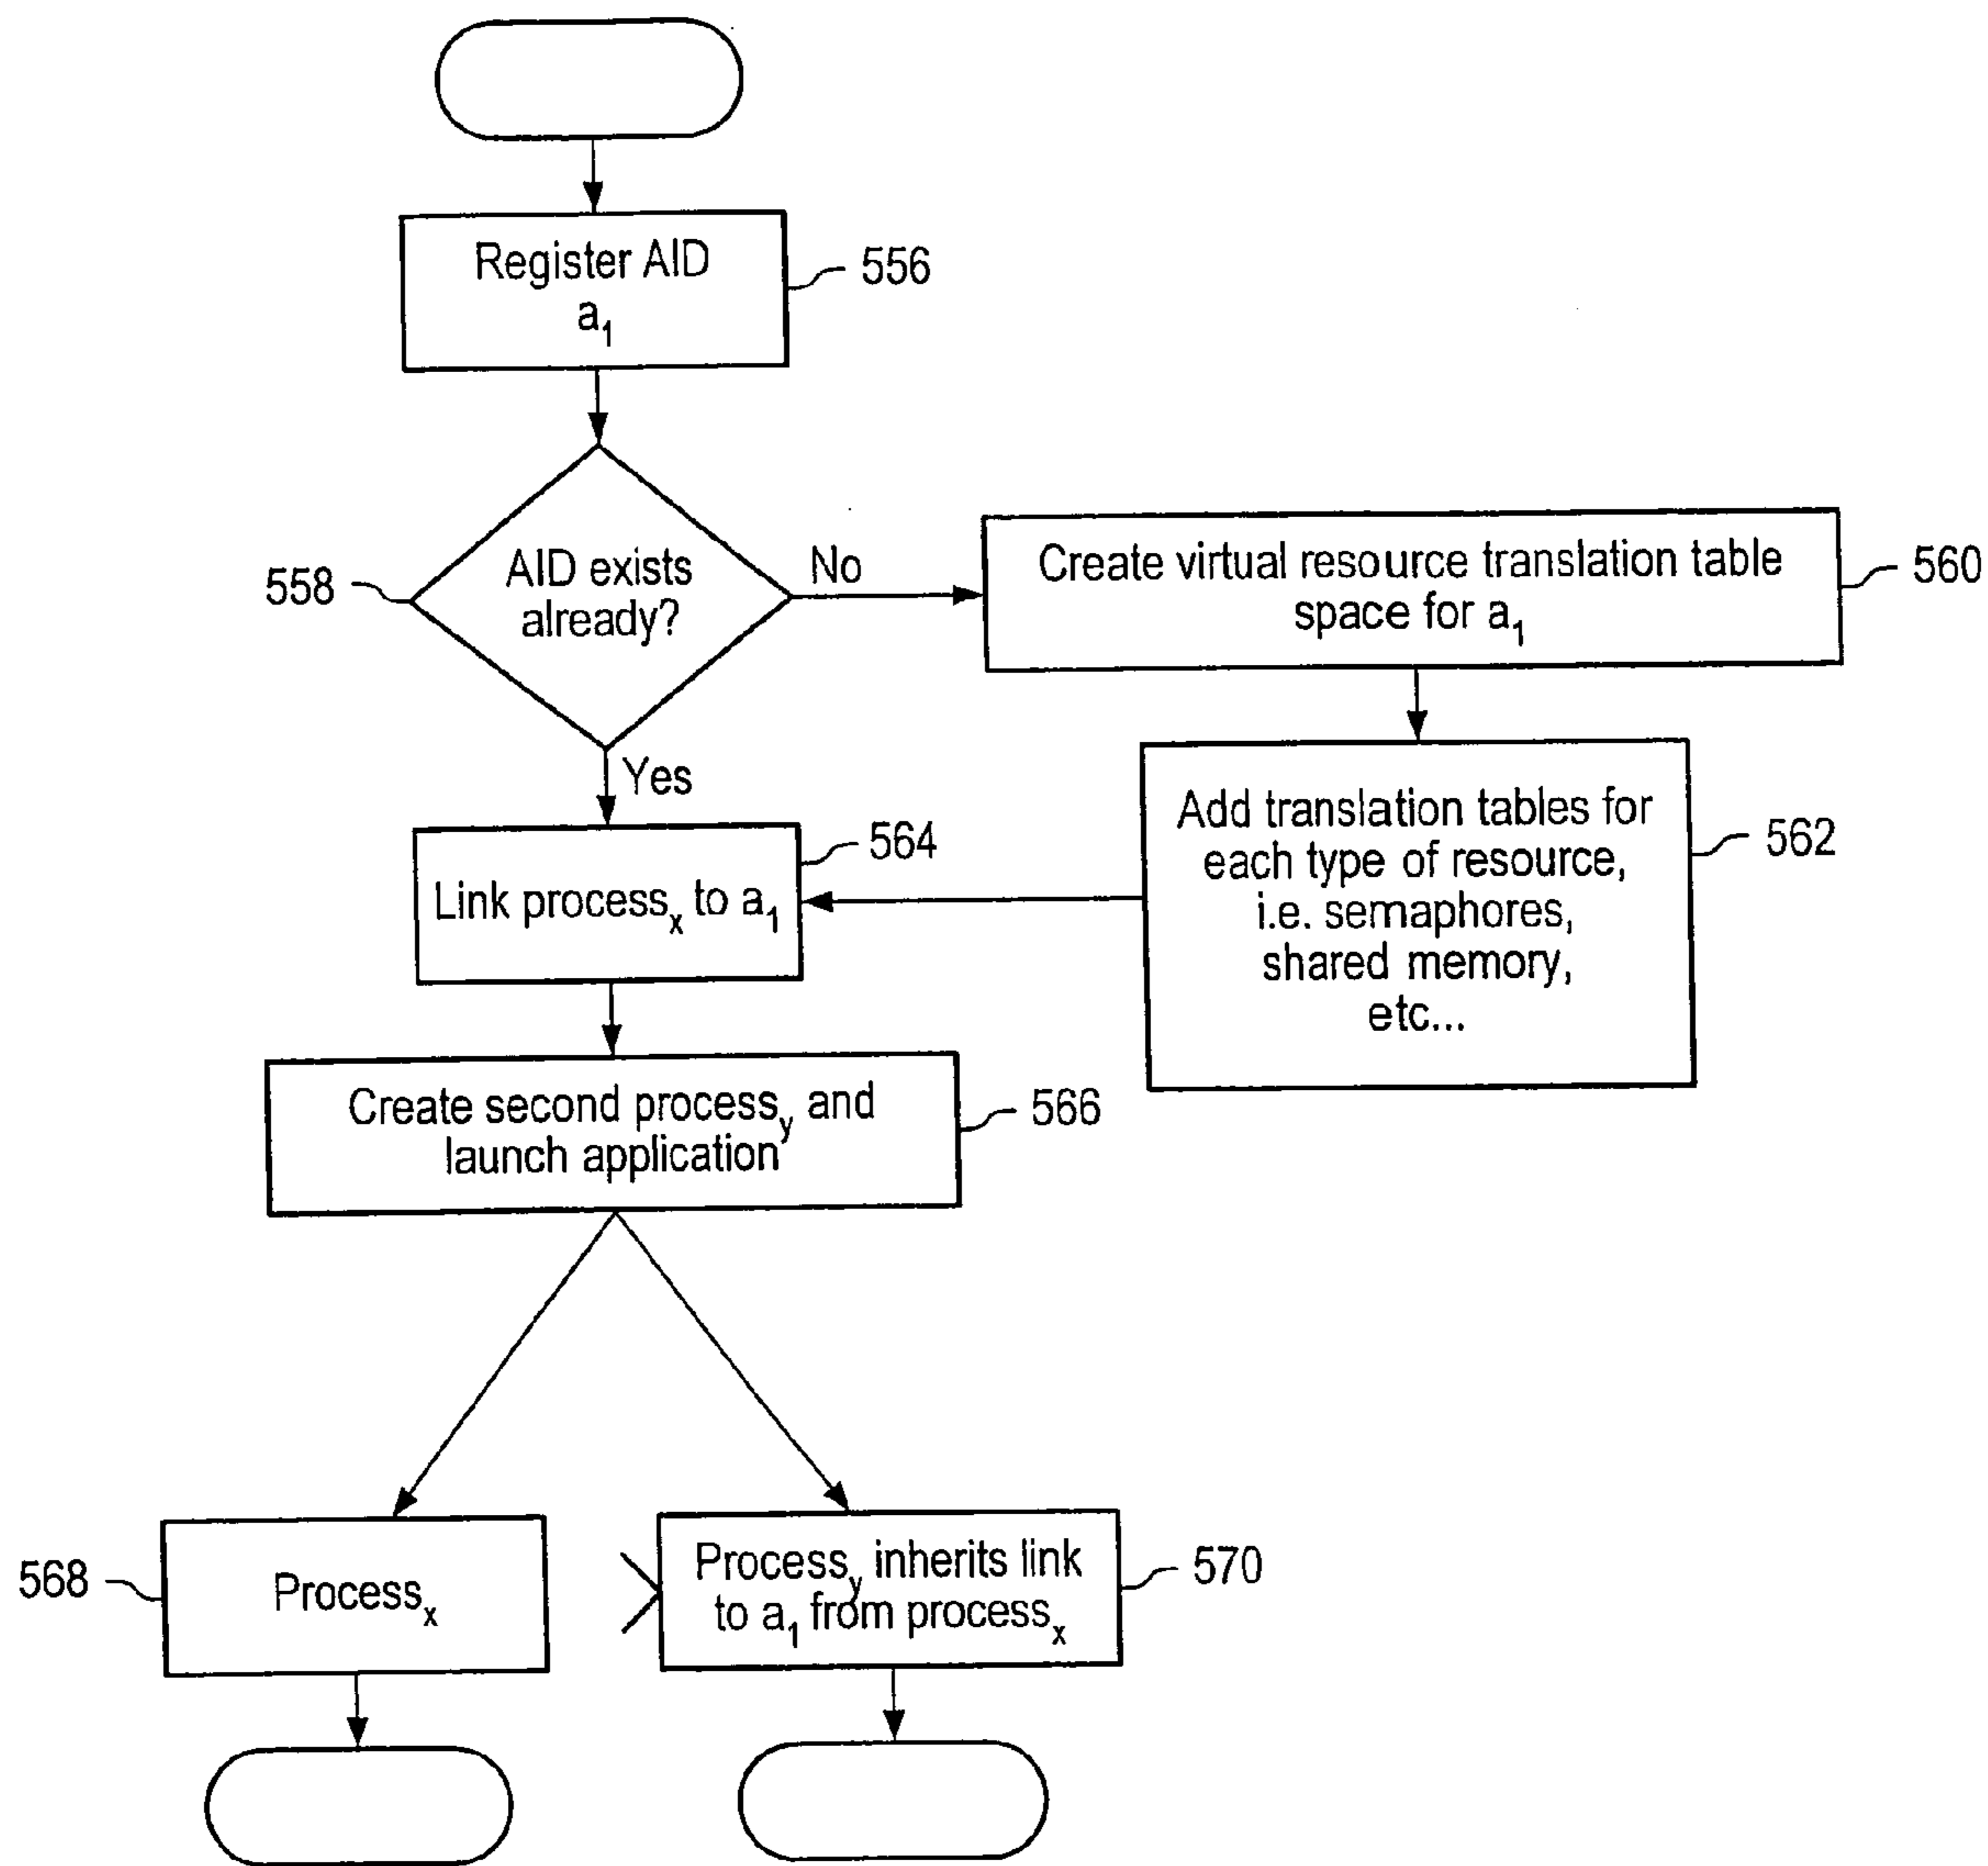 Register AID
a₁
556
AID exists
already?
558
No
Yes
Create virtual resource translation table
space for a₁
560
Add translation tables for
each type of resource,
i.e. semaphores,
shared memory,
etc...
562
Link processₓ to a₁
564
Create second processᵧ and
launch application
566
Processₓ
568
Processᵧ inherits link
to a₁ from processₓ
570